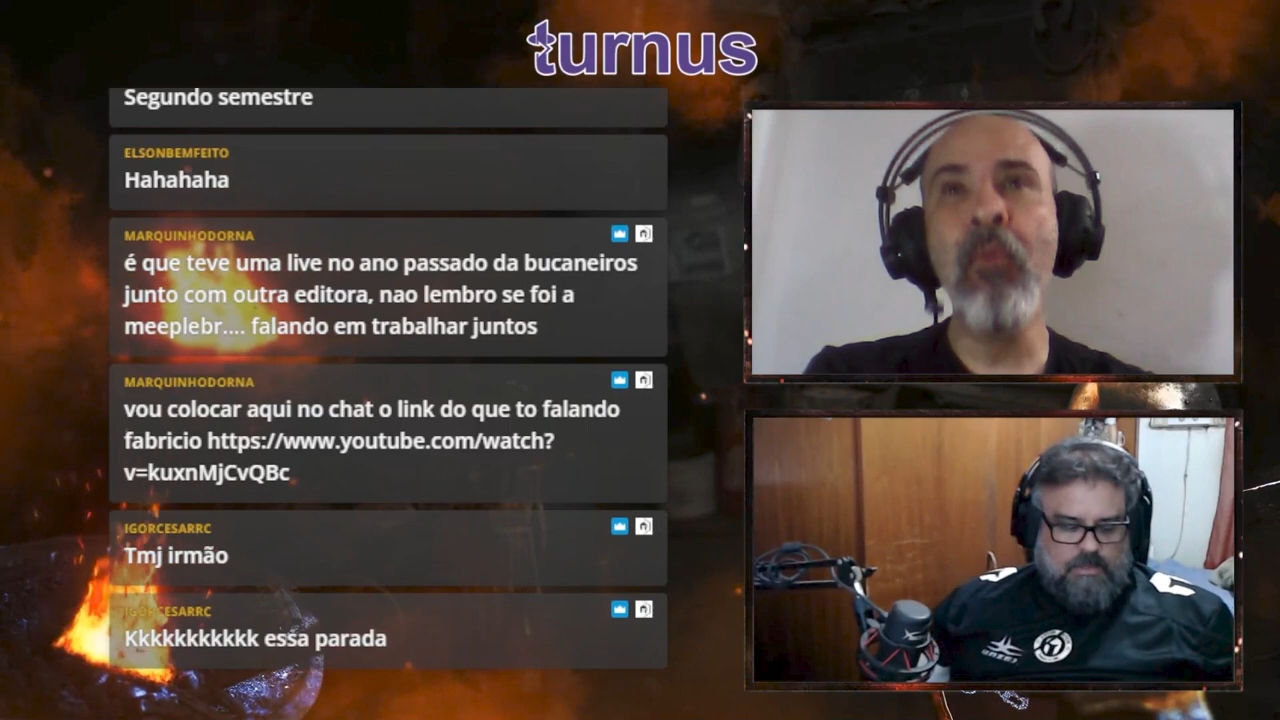 turnus
Segundo semestre
ELSONBEMFEITO
Hahahaha
MARQUINHODORNA
é que teve uma live no ano passado da bucaneiros
junto com outra editora, nao lembro se foi a
meeplebr.... falando em trabalhar juntos
MARQUINHODORNA
vou colocar aqui no chat o link do que to falando
fabricio https://www.youtube.com/watch?
v=kuxnMjCvQBc
IGORCESARRC
Tmj irmão
IGORCESARRC
Kkkkkkkkkkk essa parada